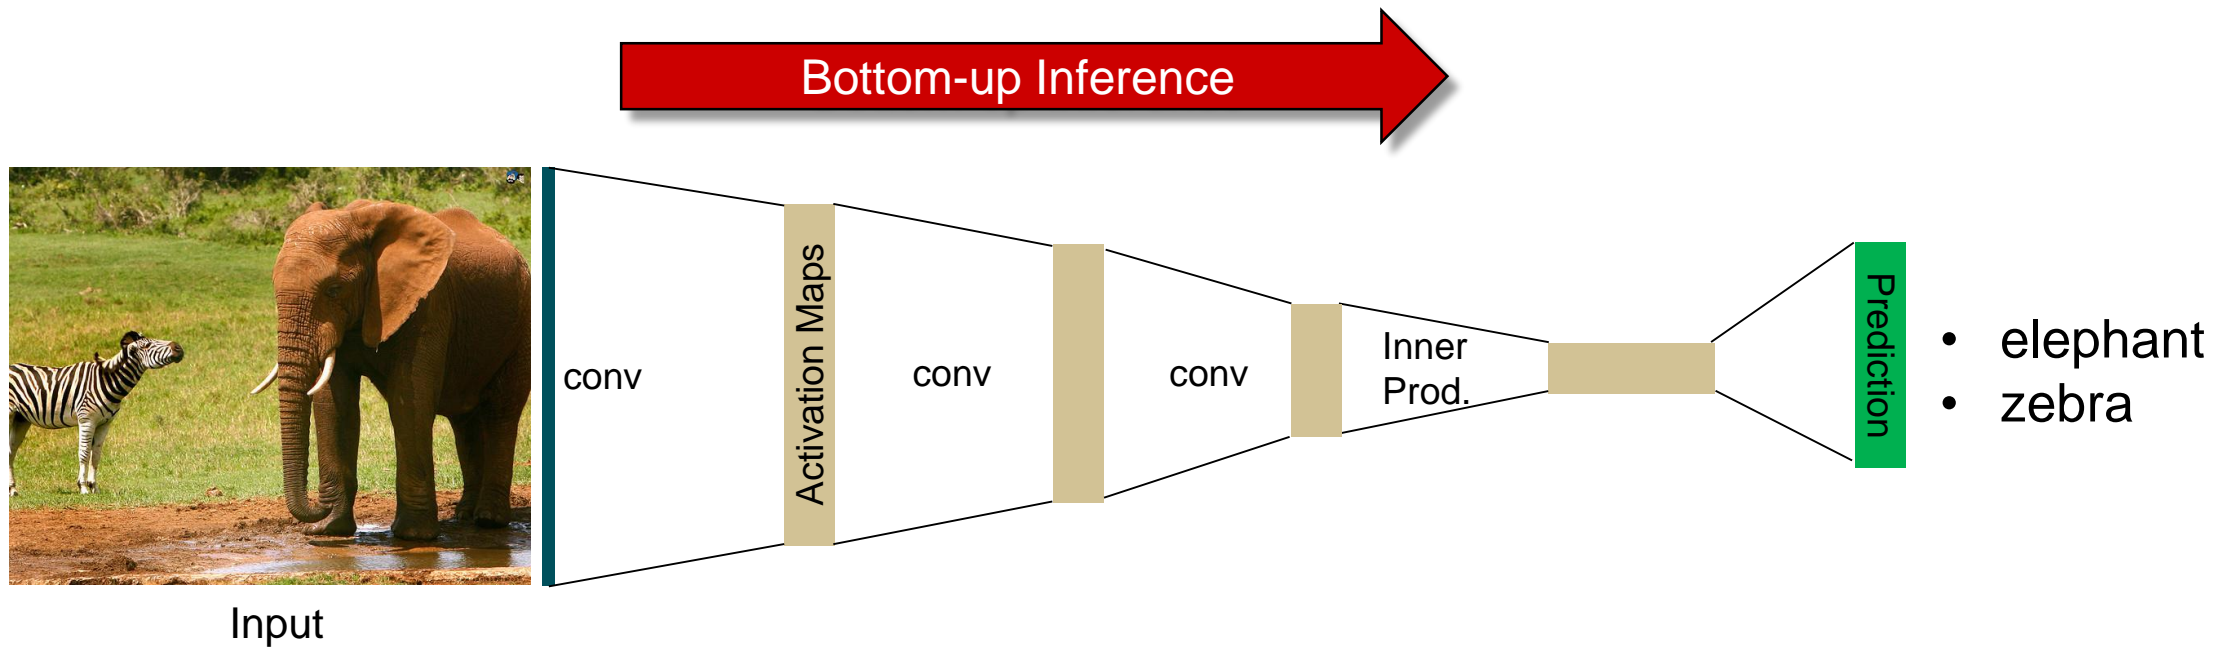 Bottom-up Inference
conv
Activation Maps
conv
conv
Inner
Prod.
Prediction
• elephant
• zebra
Input